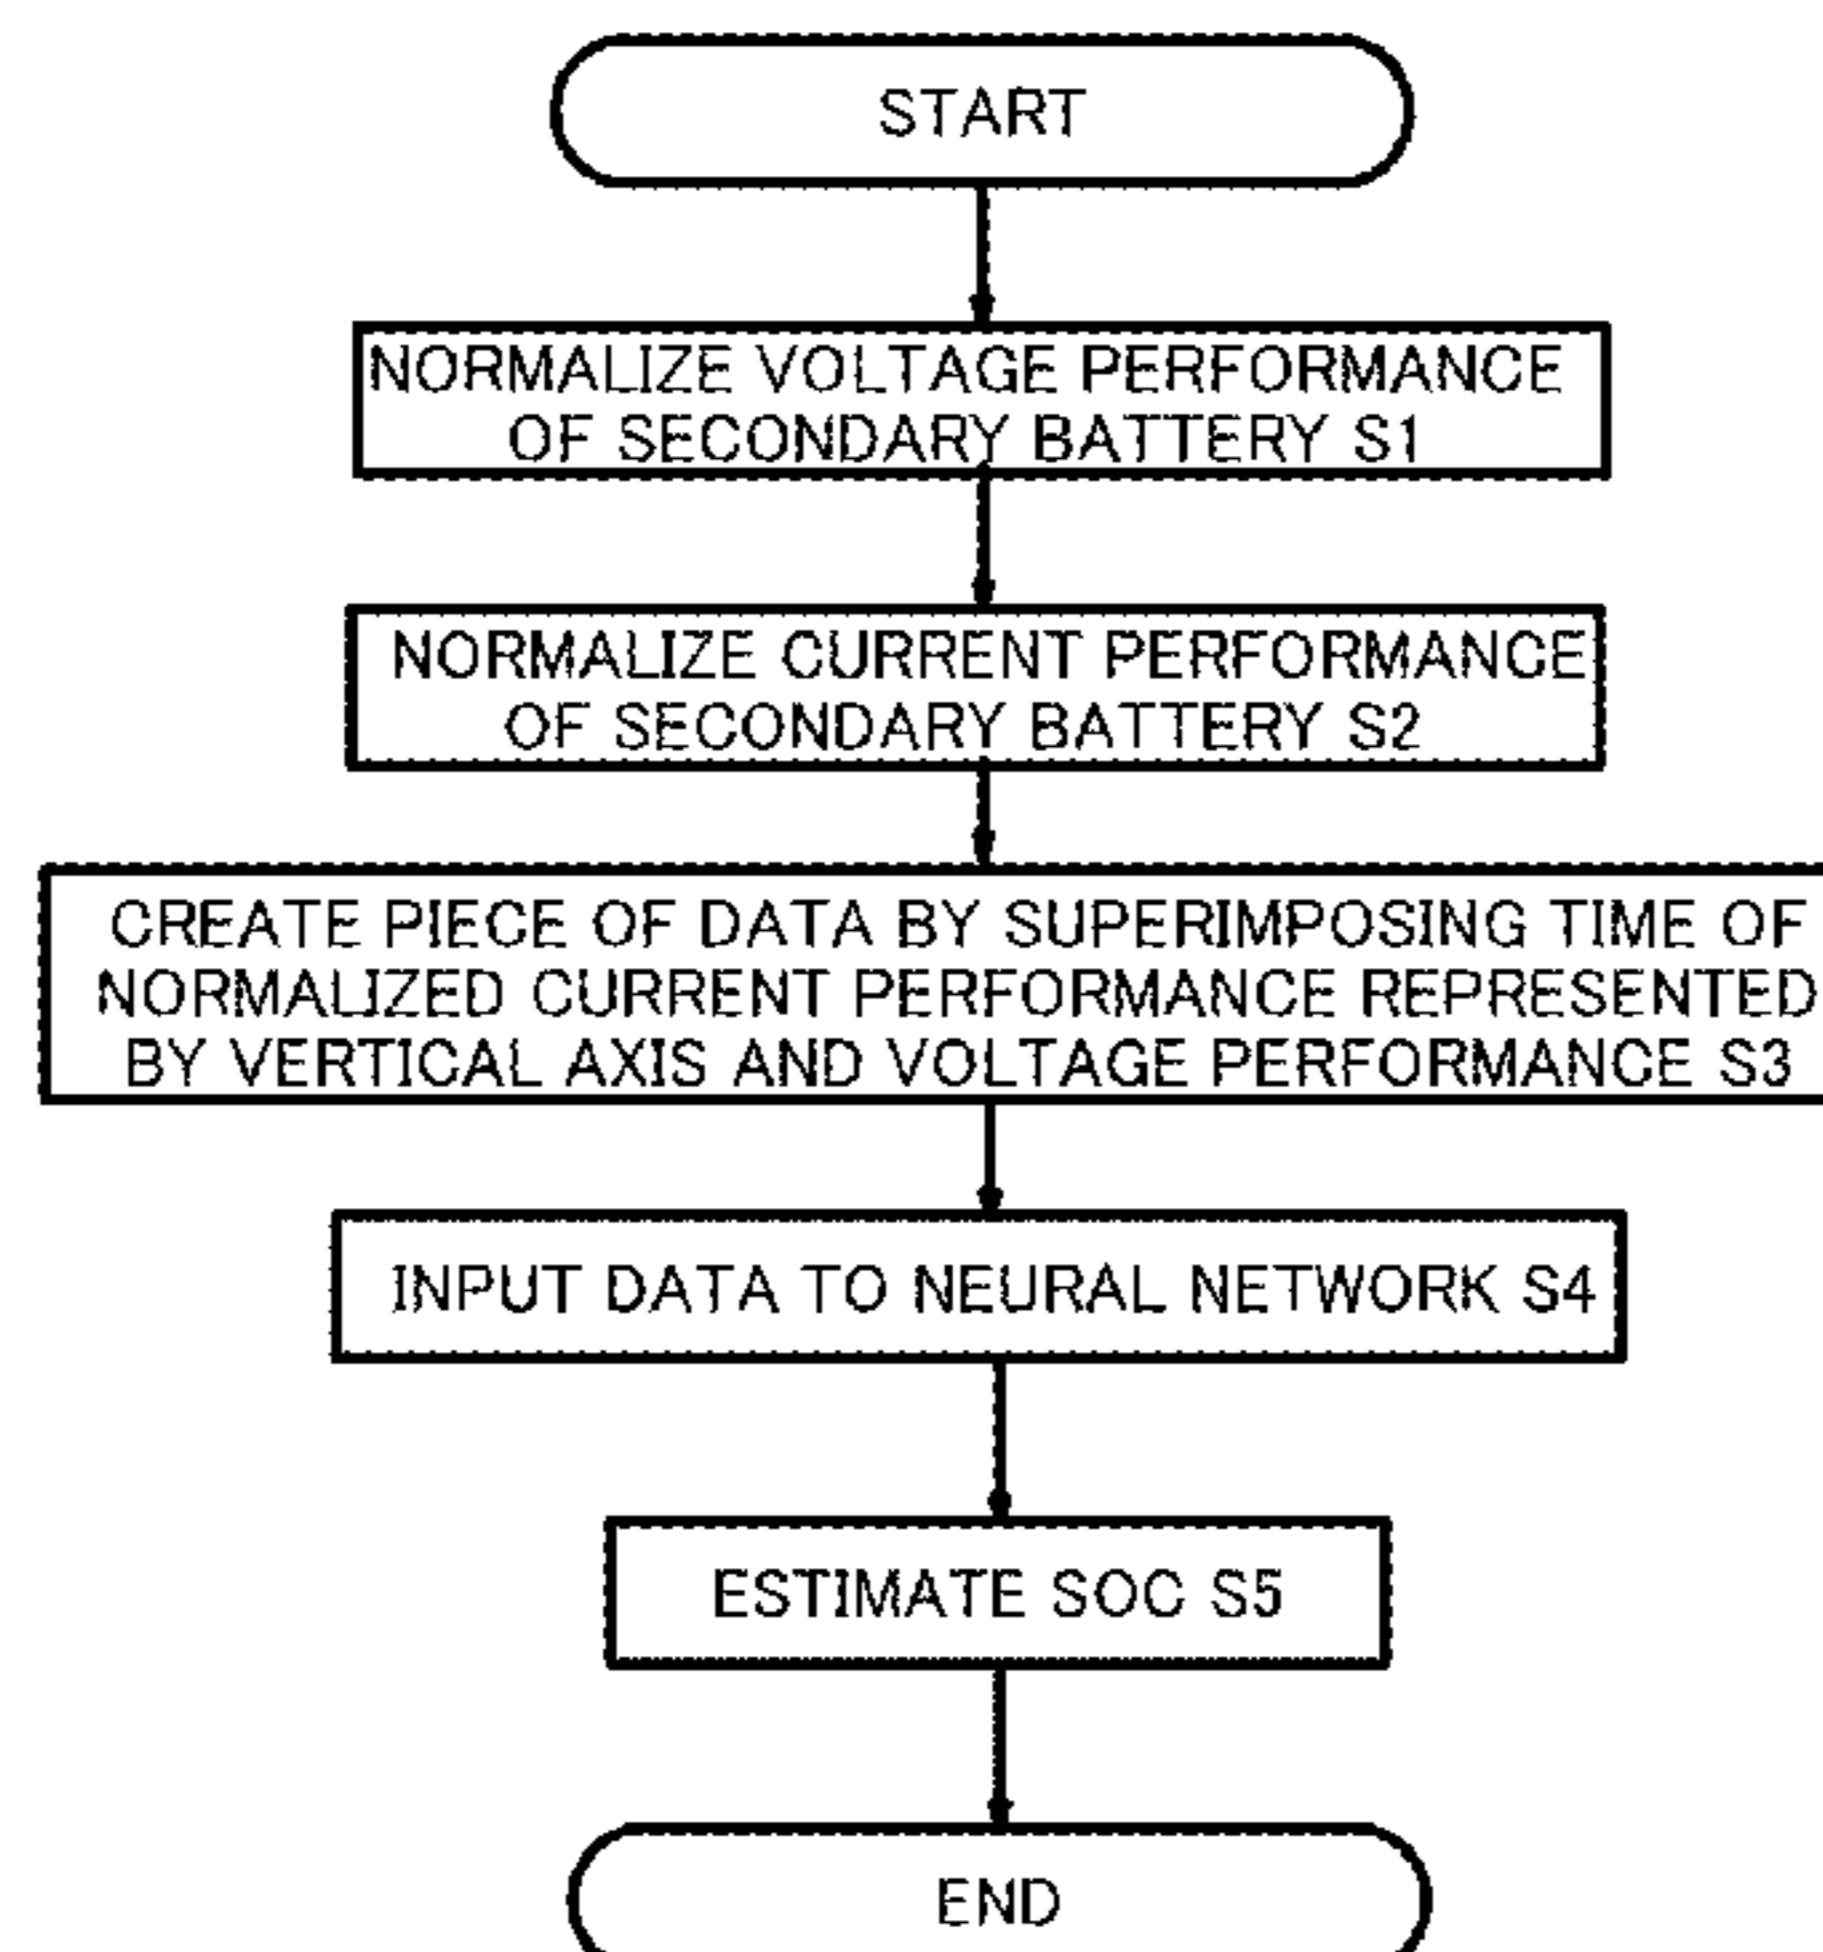 START
NORMALIZE VOLTAGE PERFORMANCE
OF SECONDARY BATTERY S1
NORMALIZE CURRENT PERFORMANCE
OF SECONDARY BATTERY S2
CREATE PIECE OF DATA BY SUPERIMPOSING TIME OF
NORMALIZED CURRENT PERFORMANCE REPRESENTED
BY VERTICAL AXIS AND VOLTAGE PERFORMANCE S3
INPUT DATA TO NEURAL NETWORK S4
ESTIMATE SOC S5
END